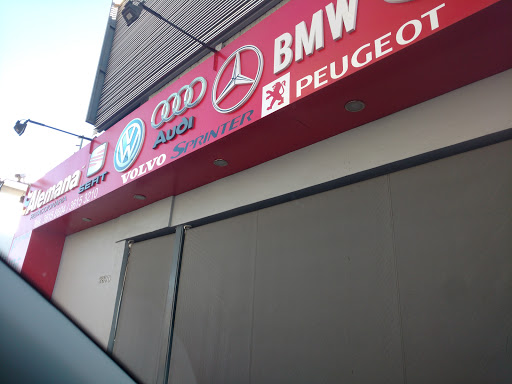 Alemana
SEAT
AUDI
VOLVO
SPRINTER
BMW
PEUGEOT